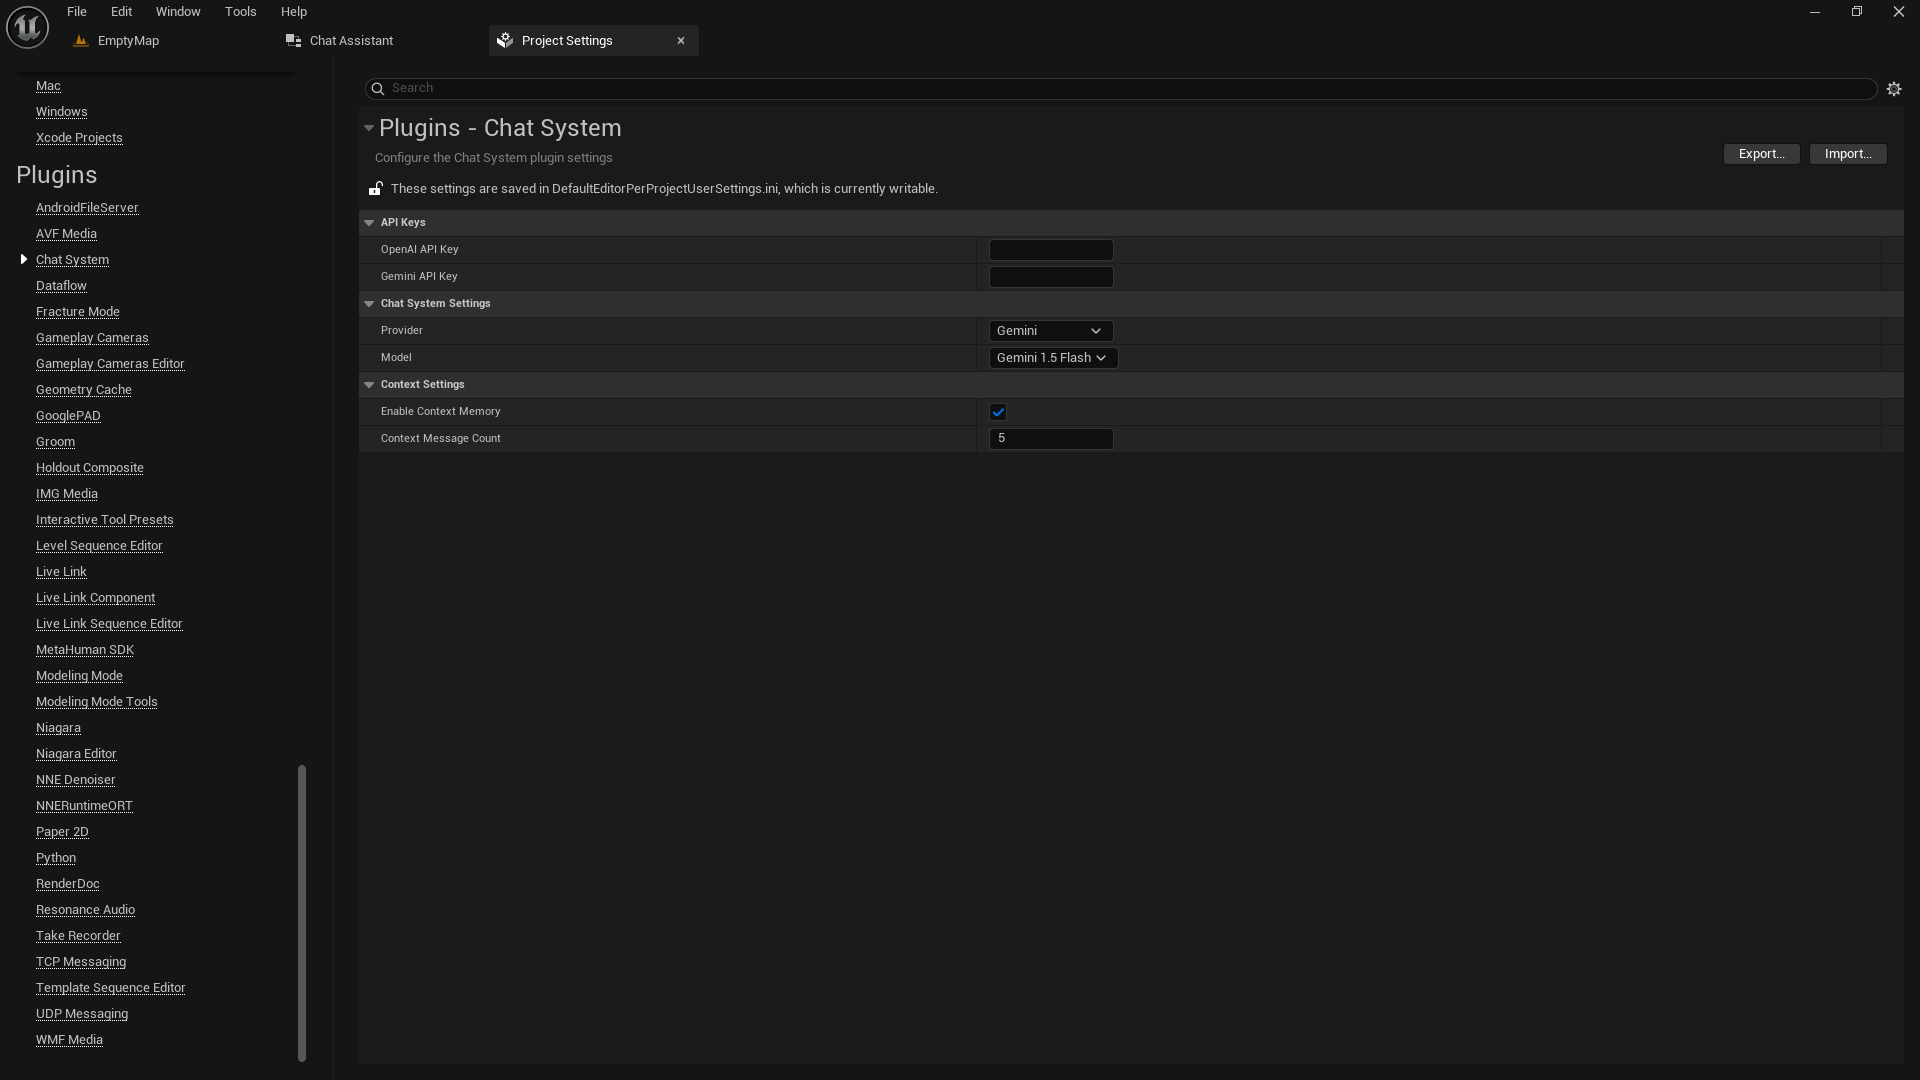 File Edit Window Tools Help
EmptyMap
Chat Assistant
Project Settings
Mac
Windows
Xcode Projects
Plugins
AndroidFileServer
AVF Media
Chat System
Dataflow
Fracture Mode
Gameplay Cameras
Gameplay Cameras Editor
Geometry Cache
GooglePAD
Groom
Holdout Composite
IMG Media
Interactive Tool Presets
Level Sequence Editor
Live Link
Live Link Component
Live Link Sequence Editor
MetaHuman SDK
Modeling Mode
Modeling Mode Tools
Niagara
Niagara Editor
NNE Denoiser
NNERuntimeORT
Paper 2D
Python
RenderDoc
Resonance Audio
Take Recorder
TCP Messaging
Template Sequence Editor
UDP Messaging
WMF Media
Search
Plugins - Chat System
Configure the Chat System plugin settings
Export... Import...
These settings are saved in DefaultEditorPerProjectUserSettings.ini, which is currently writable.
API Keys
OpenAI API Key
Gemini API Key
Chat System Settings
Provider Gemini
Model Gemini 1.5 Flash
Context Settings
Enable Context Memory
Context Message Count 5